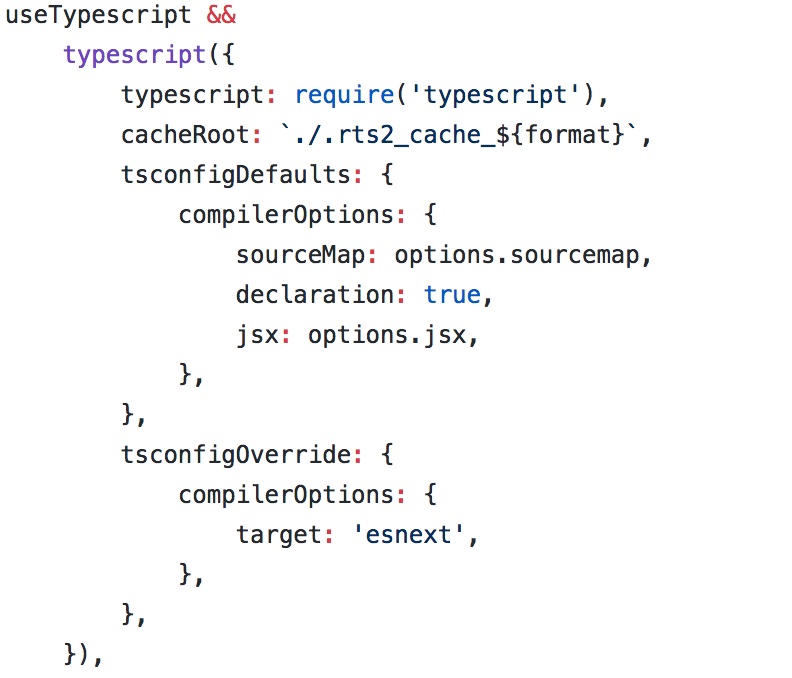 useTypescript &&
    typescript({
        typescript: require('typescript'),
        cacheRoot: `./.rts2_cache_${format}`,
        tsconfigDefaults: {
            compilerOptions: {
                sourceMap: options.sourcemap,
                declaration: true,
                jsx: options.jsx,
            },
        },
        tsconfigOverride: {
            compilerOptions: {
                target: 'esnext',
            },
        },
    }),